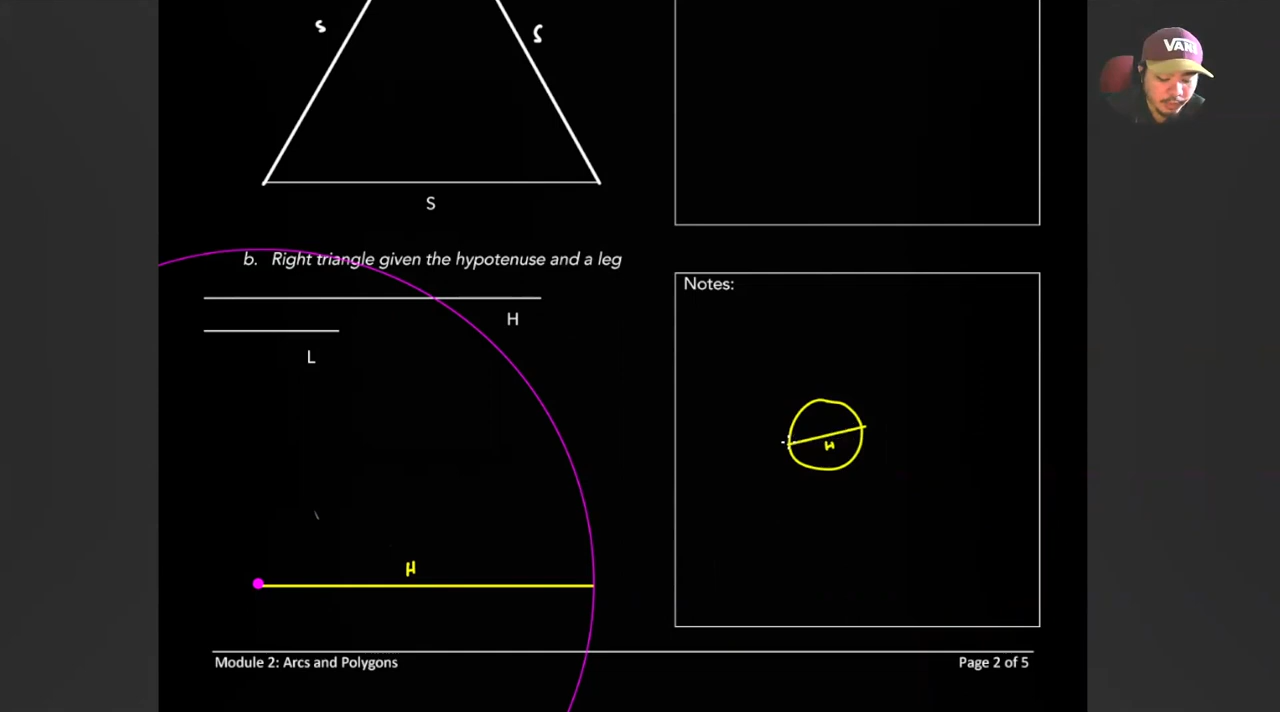 S
S
S
b. Right triangle given the hypotenuse and a leg
H
L
H
Notes:
H
Module 2: Arcs and Polygons
Page 2 of 5
VANS